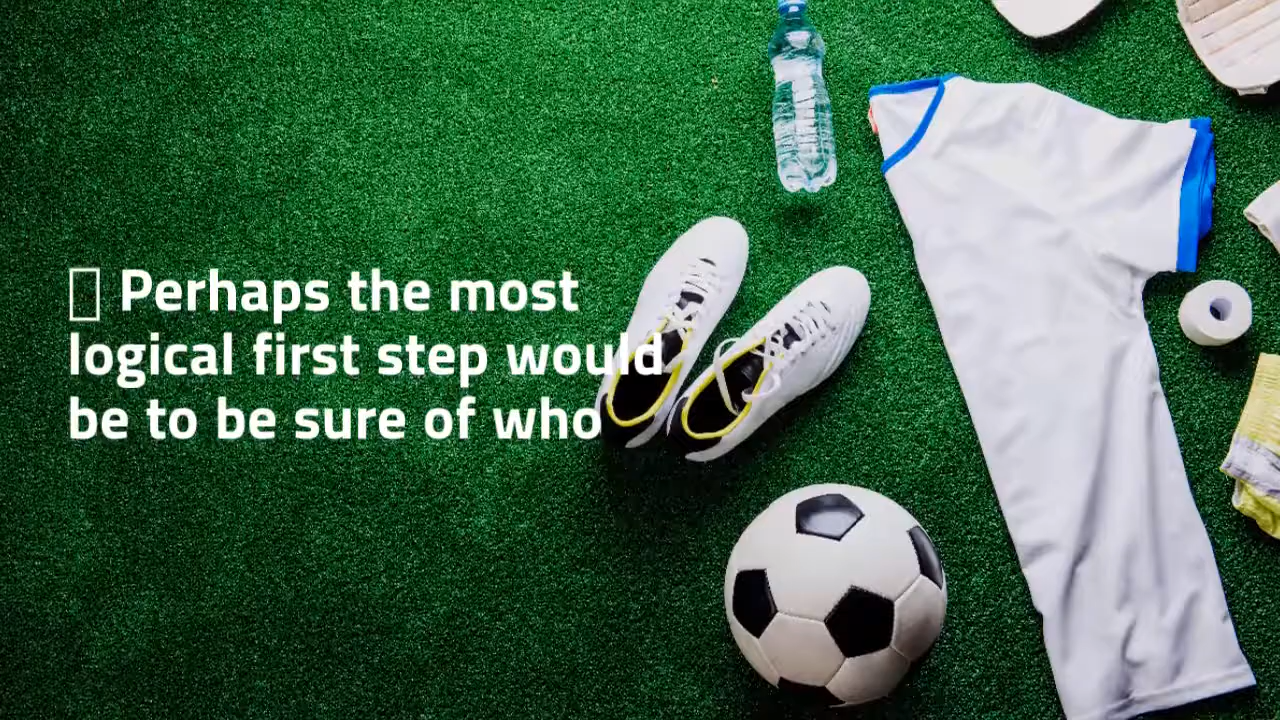 ▯ Perhaps the most
logical first step would
be to be sure of who